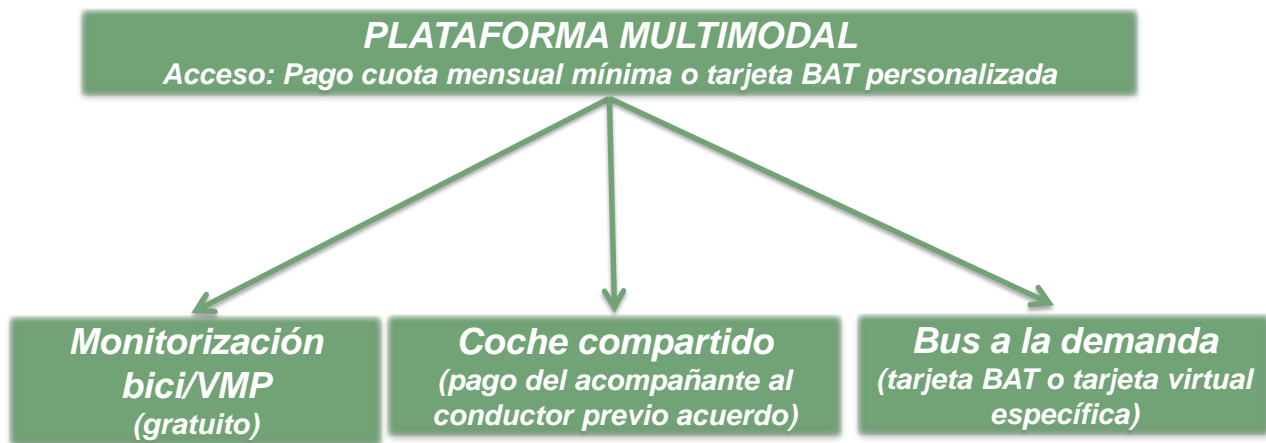 PLATAFORMA MULTIMODAL
Acceso: Pago cuota mensual mínima o tarjeta BAT personalizada
Monitorización
bici/VMP
(gratuito)
Coche compartido
(pago del acompañante al
conductor previo acuerdo)
Bus a la demanda
(tarjeta BAT o tarjeta virtual
específica)